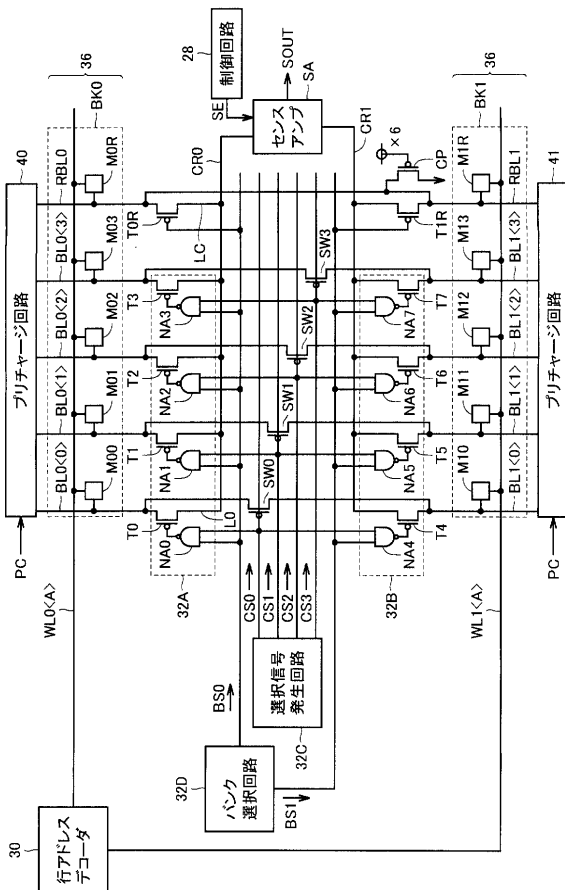 36
BK0
40
プリチャージ回路
PC
BL0<0>
BL0<1>
BL0<2>
BL0<3>
RBL0
M00
M01
M02
M03
M0R
WL0<A>
28
制御回路
SE
センス
アンプ
SOUT
SA
CR0
CR1
×6
CP
T0
T1
T2
T3
T0R
LC
L0
NA0
NA1
NA2
NA3
32A
SW0
SW1
SW2
SW3
CS0
CS1
CS2
CS3
選択信号
発生回路
32C
BS0
32D
バンク
選択回路
BS1
30
行アドレス
デコーダ
32B
NA4
NA5
NA6
NA7
T4
T5
T6
T7
T1R
M10
M11
M12
M13
M1R
BL1<0>
BL1<1>
BL1<2>
BL1<3>
RBL1
WL1<A>
BK1
36
PC
プリチャージ回路
41